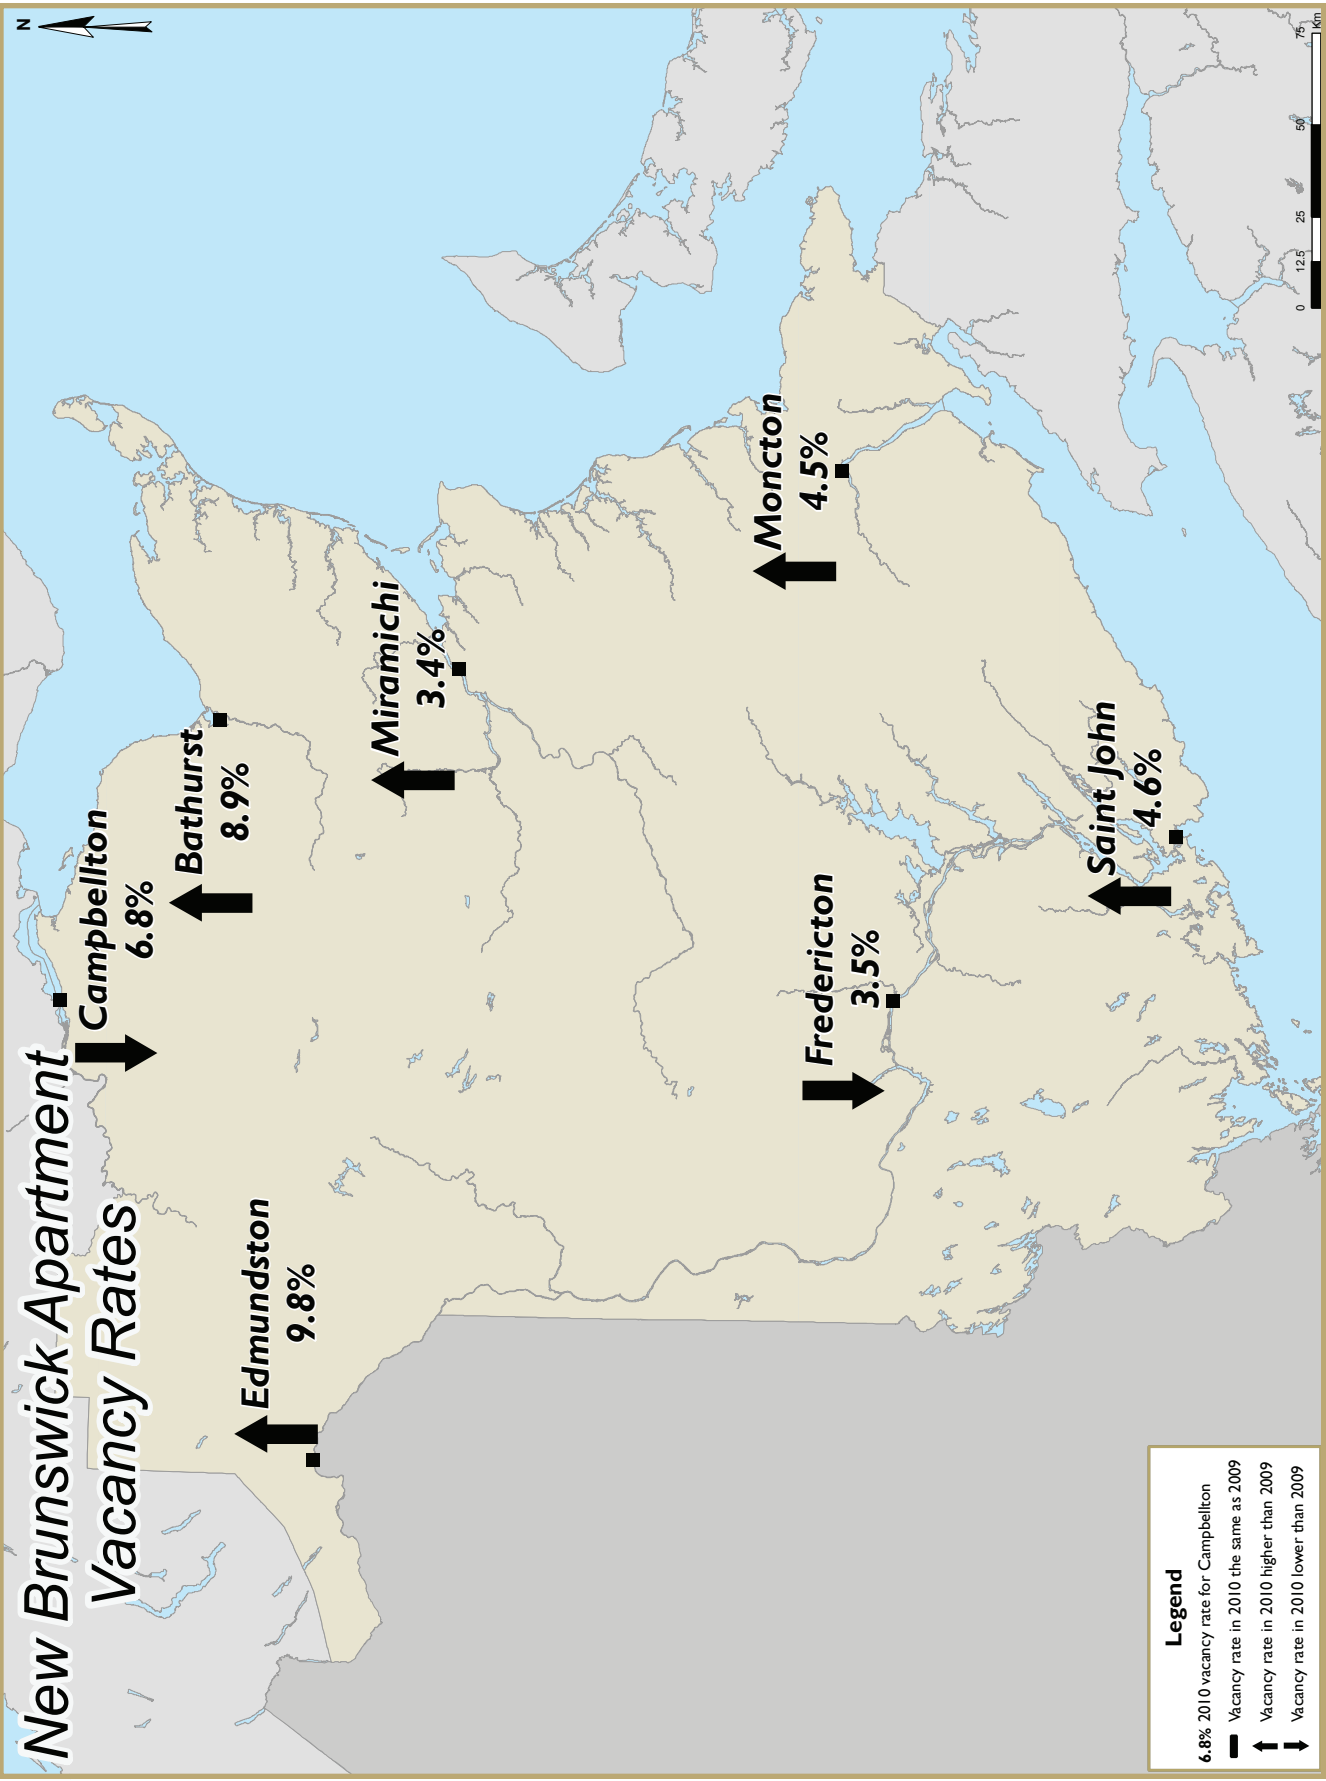 New Brunswick Apartment
Vacancy Rates
N
Campbellton
6.8%
Bathurst
8.9%
Edmundston
9.8%
Miramichi
3.4%
Moncton
4.5%
Fredericton
3.5%
Saint John
4.6%
Legend
6.8% 2010 vacancy rate for Campbellton
Vacancy rate in 2010 the same as 2009
Vacancy rate in 2010 higher than 2009
Vacancy rate in 2010 lower than 2009
0 12.5 25 50 75
Km